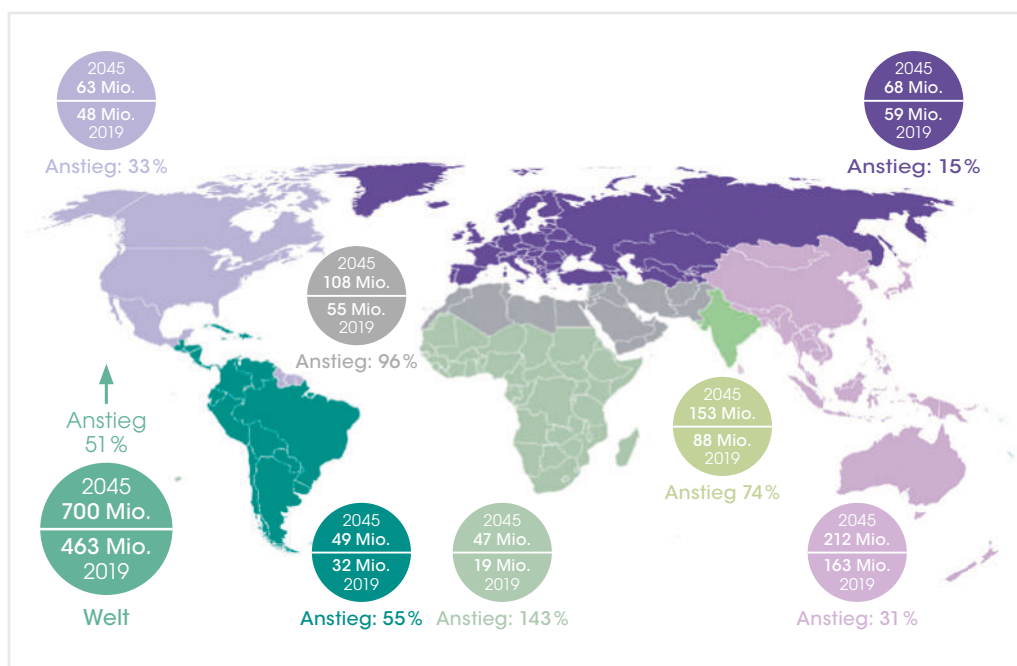 2045
63 Mio.
48 Mio.
2019
Anstieg: 33 %
2045
68 Mio.
59 Mio.
2019
Anstieg: 15 %
2045
108 Mio.
55 Mio.
2019
Anstieg: 96 %
Anstieg
51 %
2045
700 Mio.
463 Mio.
2019
Welt
2045
153 Mio.
88 Mio.
2019
Anstieg 74 %
2045
49 Mio.
32 Mio.
2019
Anstieg: 55 %
2045
47 Mio.
19 Mio.
2019
Anstieg: 143 %
2045
212 Mio.
163 Mio.
2019
Anstieg: 31 %